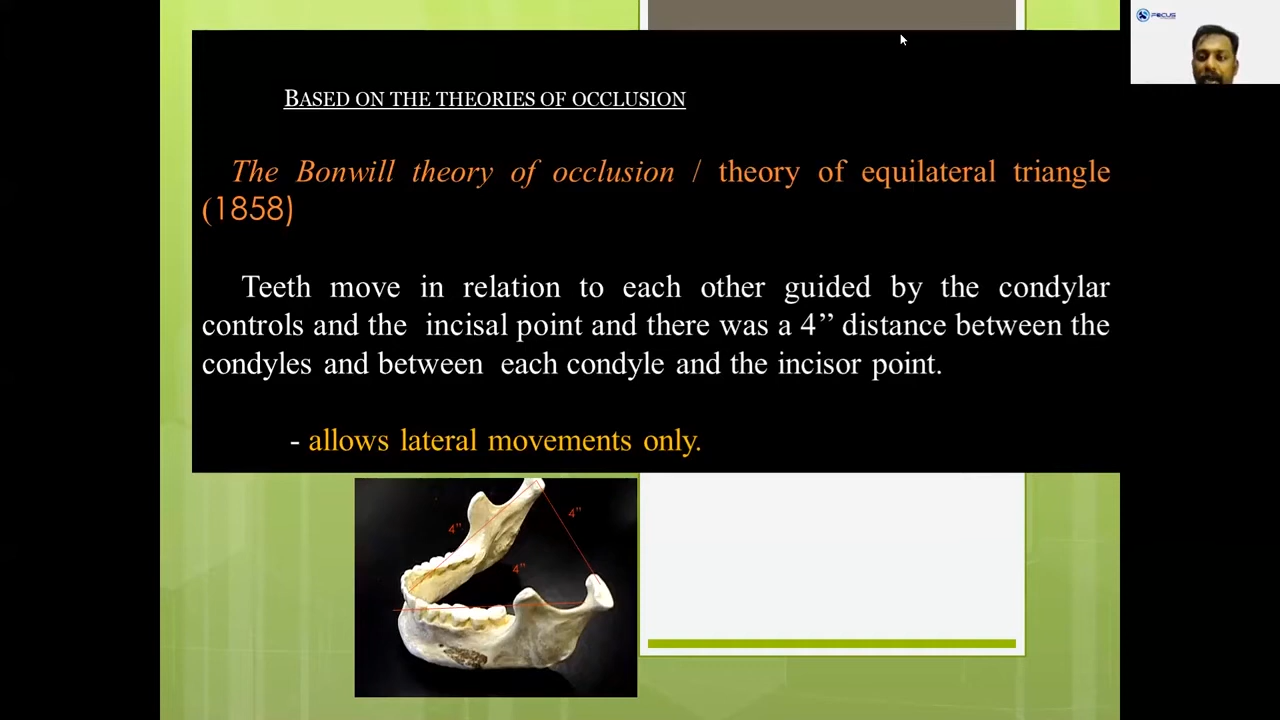 BASED ON THE THEORIES OF OCCLUSION
The Bonwill theory of occlusion / theory of equilateral triangle
(1858)
Teeth move in relation to each other guided by the condylar
controls and the incisal point and there was a 4’’ distance between the
condyles and between each condyle and the incisor point.
- allows lateral movements only.
4”
4”
4”
FOCUS